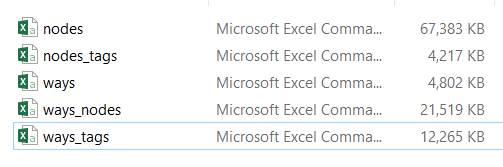 nodes Microsoft Excel Comma... 67,383 KB
nodes_tags Microsoft Excel Comma... 4,217 KB
ways Microsoft Excel Comma... 4,802 KB
ways_nodes Microsoft Excel Comma... 21,519 KB
ways_tags Microsoft Excel Comma... 12,265 KB